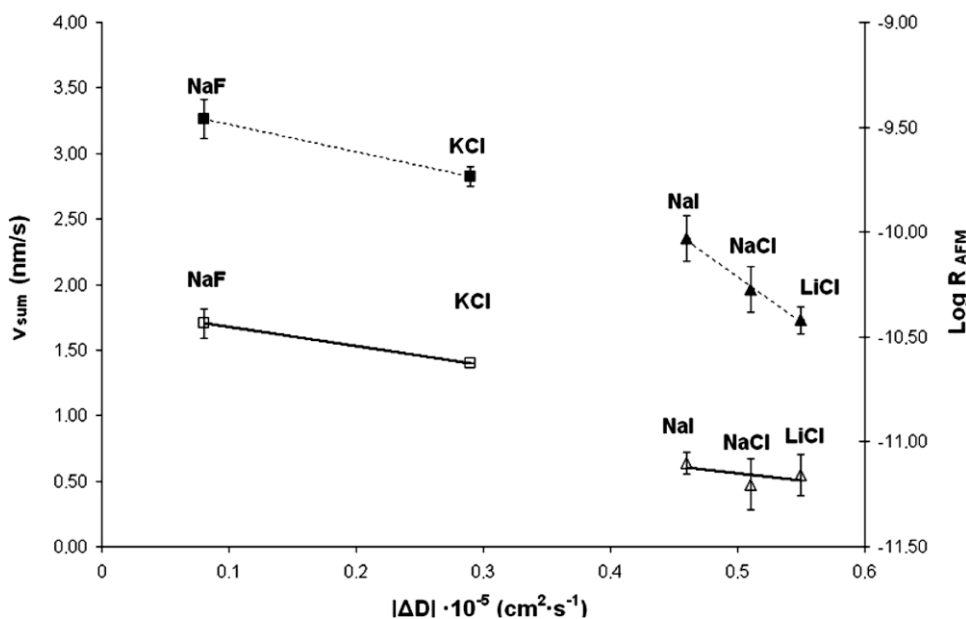 4.00
3.50
3.00
2.50
2.00
1.50
1.00
0.50
0.00
v sum (nm/s)
NaF
KCl
NaI
NaCl
LiCl
NaF
KCl
NaI
NaCl
LiCl
-9.00
-9.50
-10.00
-10.50
-11.00
-11.50
Log R AFM
0
0.1
0.2
0.3
0.4
0.5
0.6
|ΔD| ·10⁻⁵ (cm²·s⁻¹)